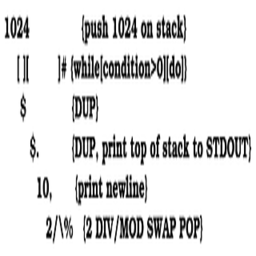 1024 {push 1024 on stack}
[ ][ ]# {while[condition>0][do]}
$ {DUP}
$. {DUP, print top of stack to STDOUT}
10, {print newline}
2/\% {2 DIV/MOD SWAP POP}